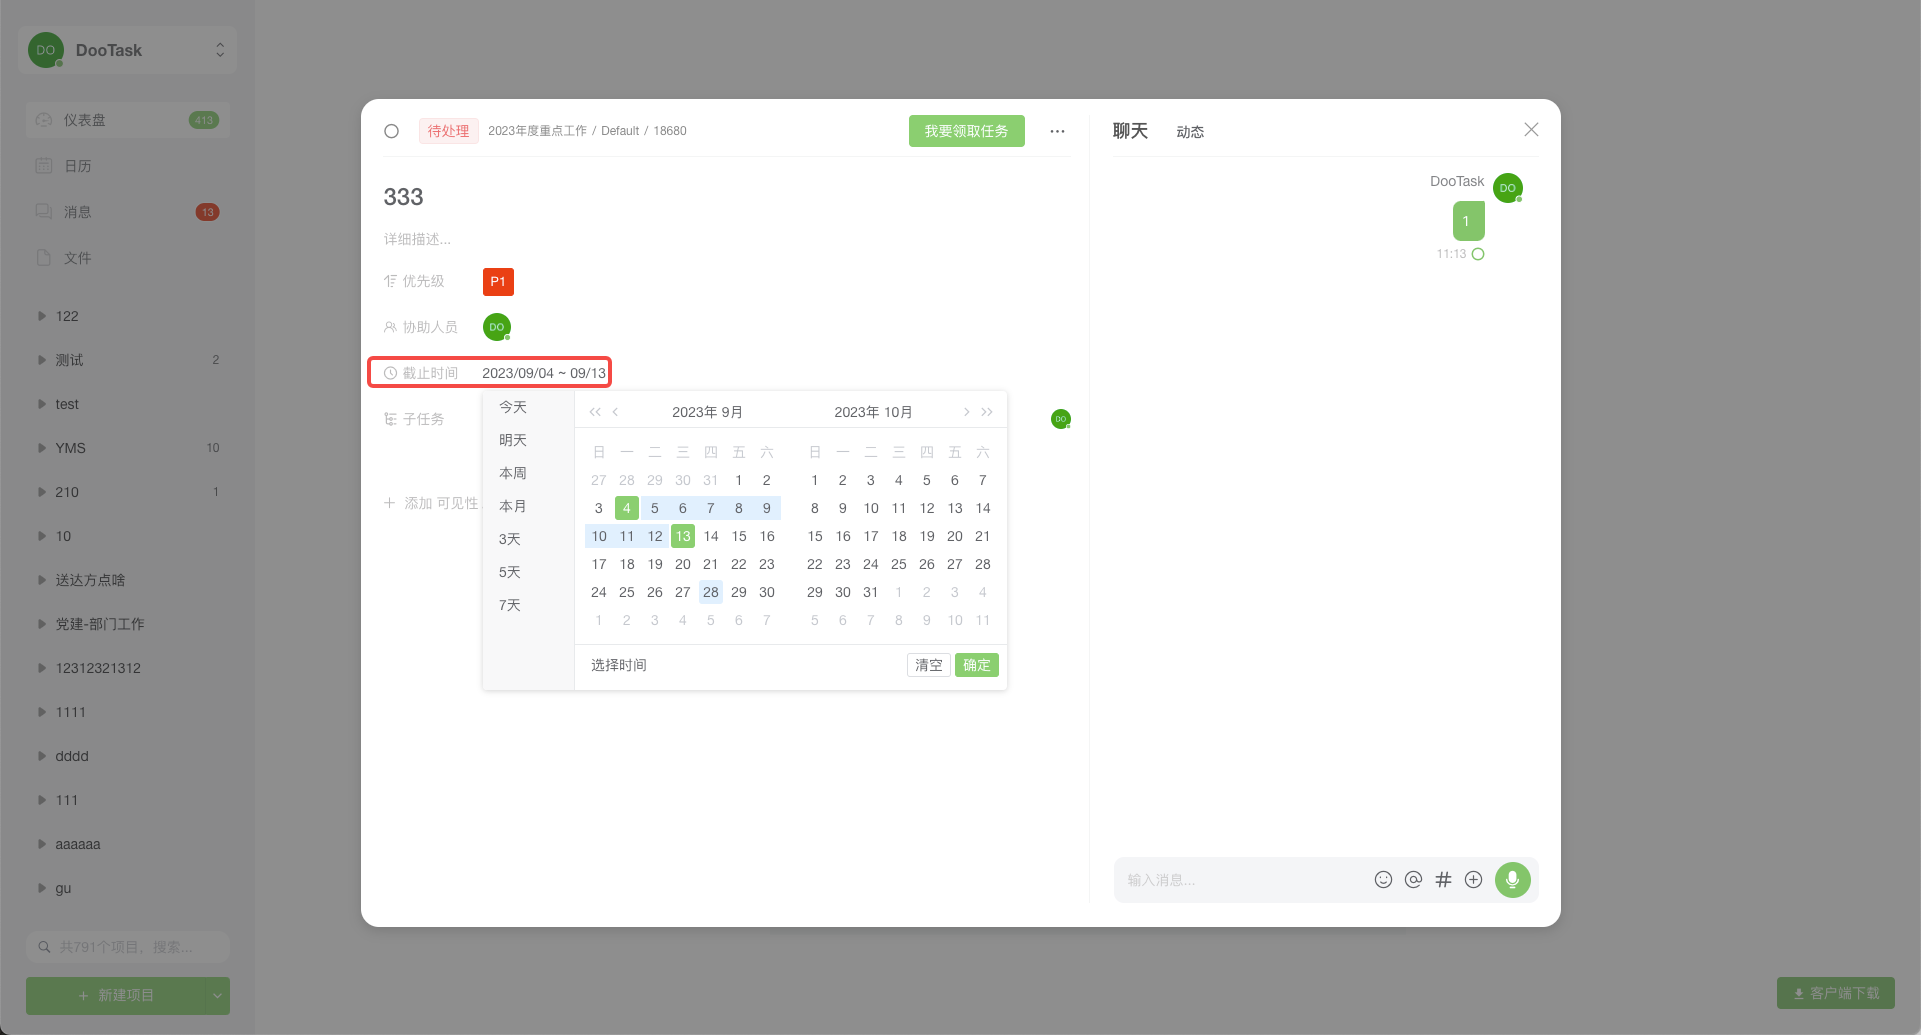 DO DooTask
仪表盘 413
日历
消息 13
文件
122
测试 2
test
YMS 10
210 1
10
送达方点啥
党建-部门工作
12312321312
1111
dddd
111
aaaaaa
gu
共791个项目，搜索...
新建项目
待处理 2023年度重点工作 / Default / 18680 我要领取任务
333
详细描述...
优先级 P1
协助人员 DO
截止时间 2023/09/04 ~ 09/13
子任务 DO
添加 可见性
今天
明天
本周
本月
3天
5天
7天
2023年 9月
日 一 二 三 四 五 六
27 28 29 30 31 1 2
3 4 5 6 7 8 9
10 11 12 13 14 15 16
17 18 19 20 21 22 23
24 25 26 27 28 29 30
1 2 3 4 5 6 7
2023年 10月
日 一 二 三 四 五 六
1 2 3 4 5 6 7
8 9 10 11 12 13 14
15 16 17 18 19 20 21
22 23 24 25 26 27 28
29 30 31 1 2 3 4
5 6 7 8 9 10 11
选择时间 清空 确定
聊天 动态
DooTask DO
1
11:13
输入消息...
客户端下载